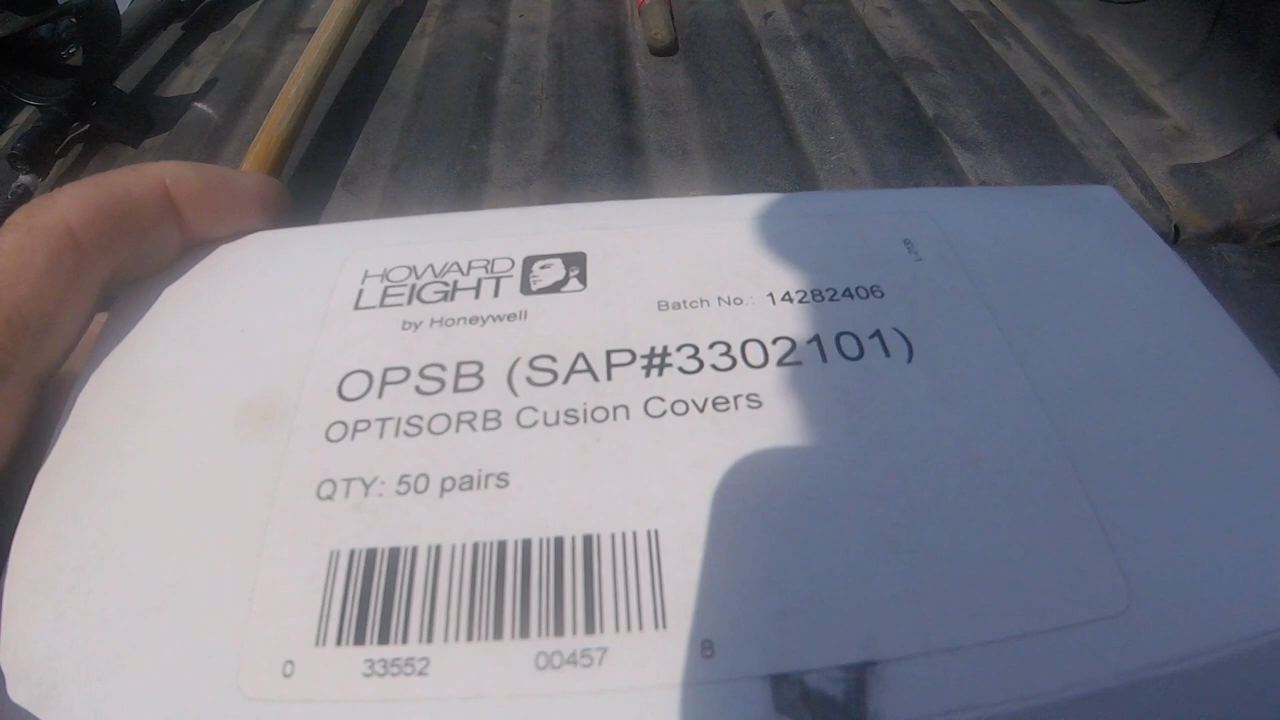 HOWARD
LEIGHT
by Honeywell
Batch No.: 14282406
OPSB (SAP#3302101)
OPTISORB Cusion Covers
QTY: 50 pairs
0 33552 00457 8